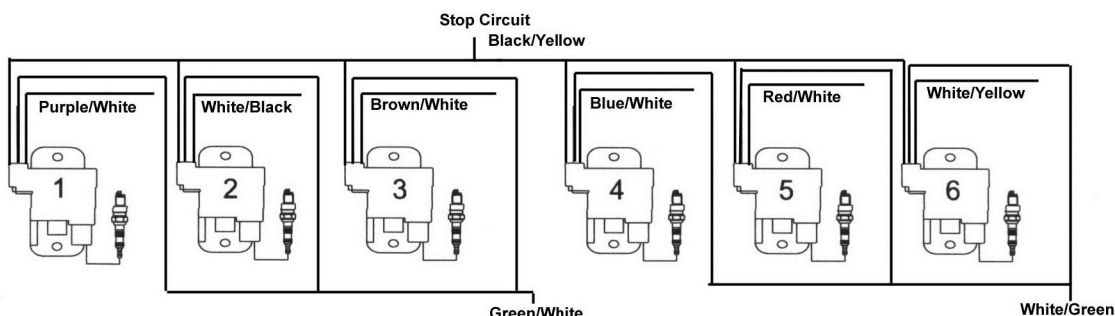 Stop Circuit
Black/Yellow
Purple/White
White/Black
Brown/White
Blue/White
Red/White
White/Yellow
1
2
3
4
5
6
Green/White
White/Green